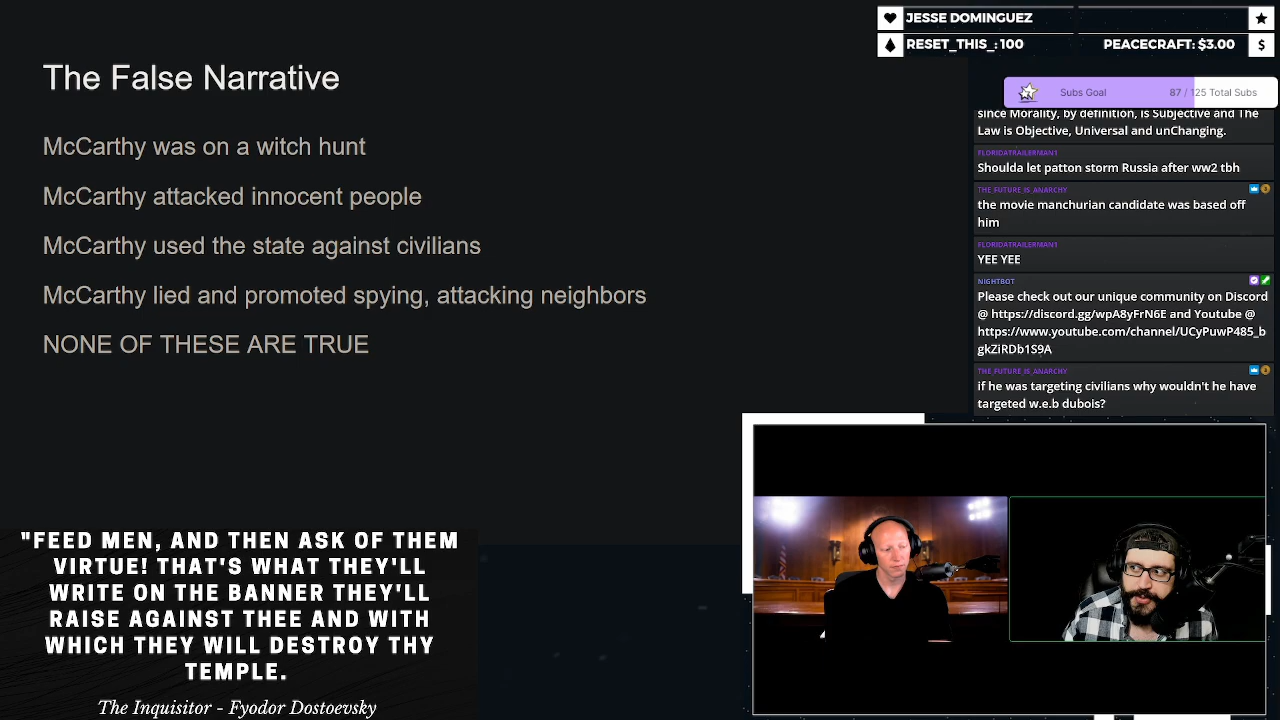 The False Narrative
McCarthy was on a witch hunt
McCarthy attacked innocent people
McCarthy used the state against civilians
McCarthy lied and promoted spying, attacking neighbors
NONE OF THESE ARE TRUE
"FEED MEN, AND THEN ASK OF THEM
VIRTUE! THAT'S WHAT THEY'LL
WRITE ON THE BANNER THEY'LL
RAISE AGAINST THEE AND WITH
WHICH THEY WILL DESTROY THY
TEMPLE.
The Inquisitor - Fyodor Dostoevsky
JESSE DOMINGUEZ
RESET_THIS_: 100
PEACECRAFT: $3.00
$
Subs Goal
87 / 125 Total Subs
since Morality, by definition, is Subjective and The
Law is Objective, Universal and unChanging.
FLORIDATRAILERMAN1
Shoulda let patton storm Russia after ww2 tbh
THE_FUTURE_IS_ANARCHY
the movie manchurian candidate was based off
him
FLORIDATRAILERMAN1
YEE YEE
NIGHTBOT
Please check out our unique community on Discord
@ https://discord.gg/wpA8yFrN6E and Youtube @
https://www.youtube.com/channel/UCyPuwP485_b
gkZiRDb1S9A
THE_FUTURE_IS_ANARCHY
if he was targeting civilians why wouldn't he have
targeted w.e.b dubois?